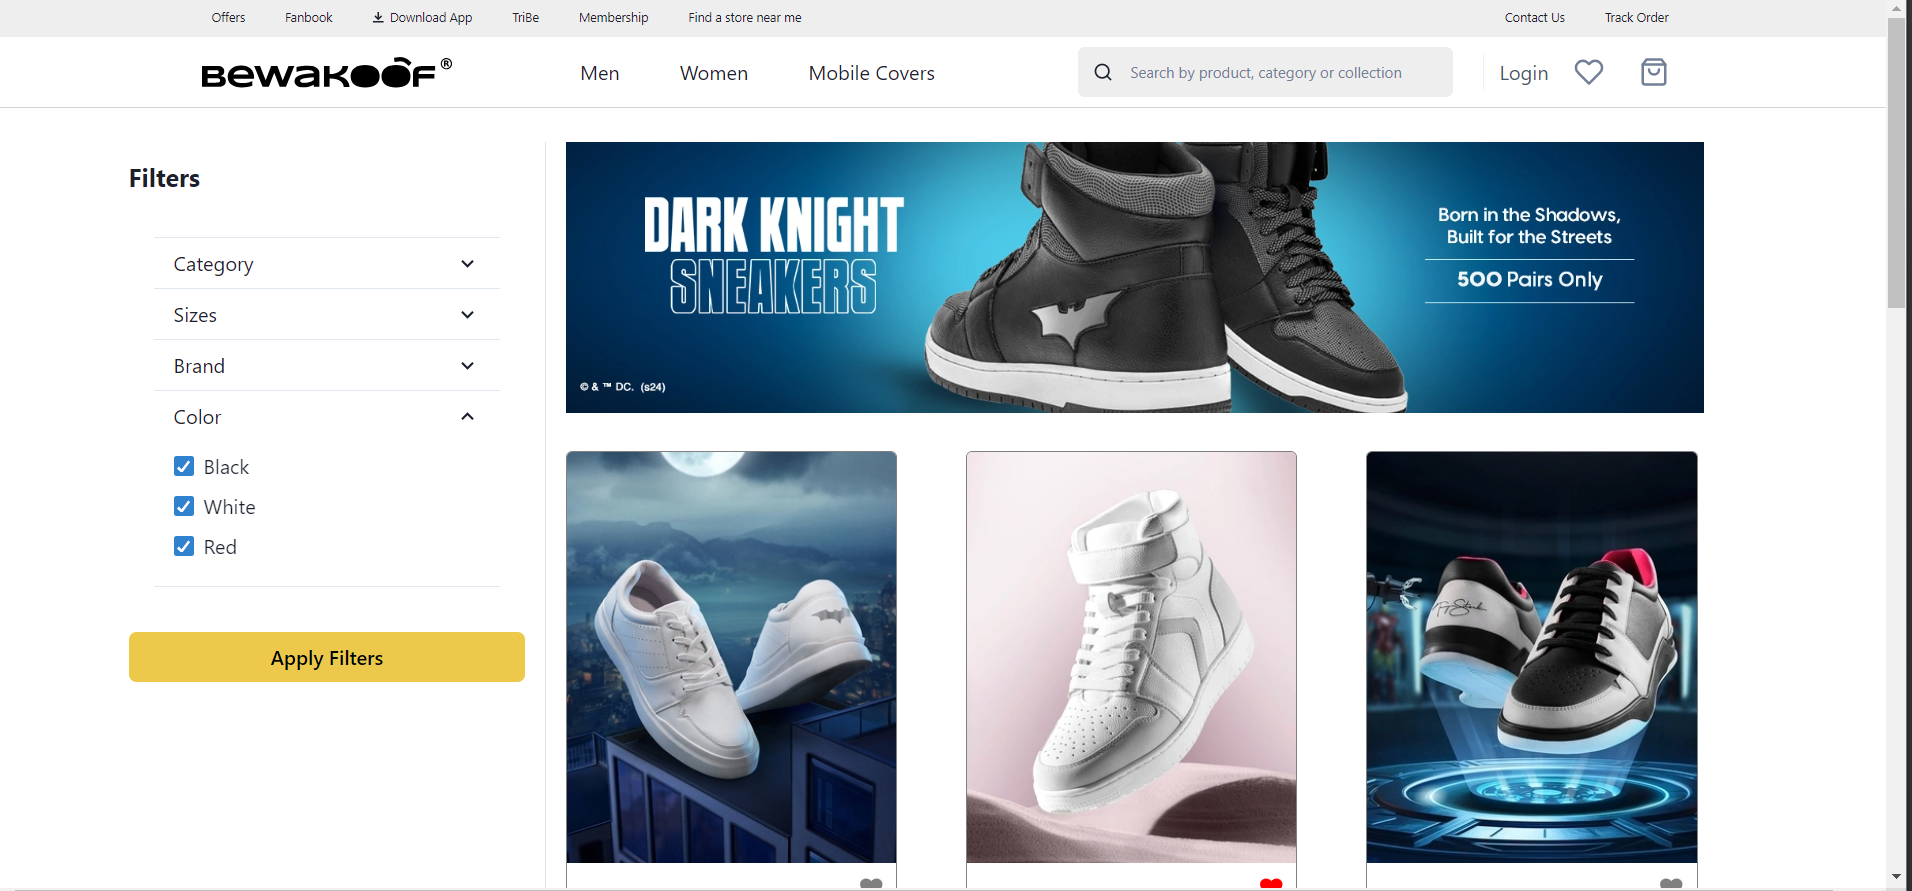 Offers Fanbook Download App TriBe Membership Find a store near me Contact Us Track Order
BEWAKOOF® Men Women Mobile Covers Search by product, category or collection Login
Filters
Category
Sizes
Brand
Color
Black
White
Red
Apply Filters
DARK KNIGHT
SNEAKERS
Born in the Shadows,
Built for the Streets
500 Pairs Only
© & ™ DC. (s24)